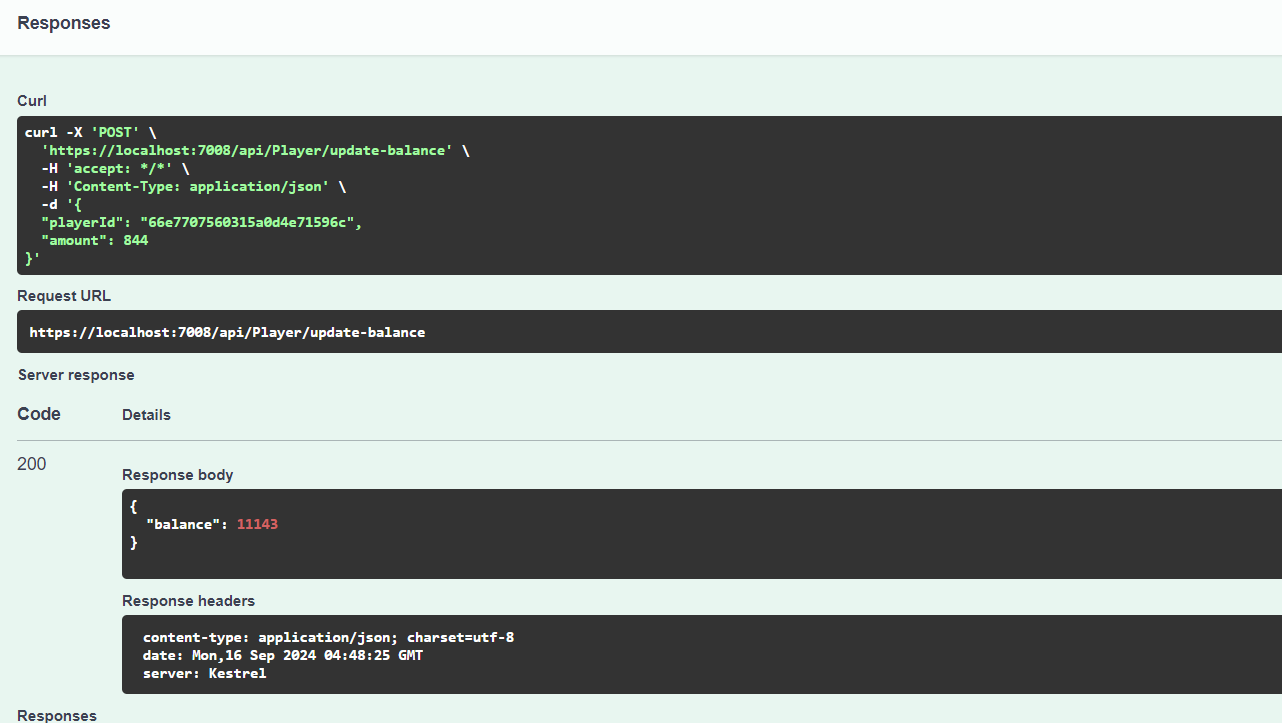 Responses
Curl
curl -X 'POST' \
  'https://localhost:7008/api/Player/update-balance' \
  -H 'accept: */*' \
  -H 'Content-Type: application/json' \
  -d '{
  "playerId": "66e7707560315a0d4e71596c",
  "amount": 844
}'
Request URL
https://localhost:7008/api/Player/update-balance
Server response
Code Details
200
Response body
{
  "balance": 11143
}
Response headers
content-type: application/json; charset=utf-8
date: Mon,16 Sep 2024 04:48:25 GMT
server: Kestrel
Responses